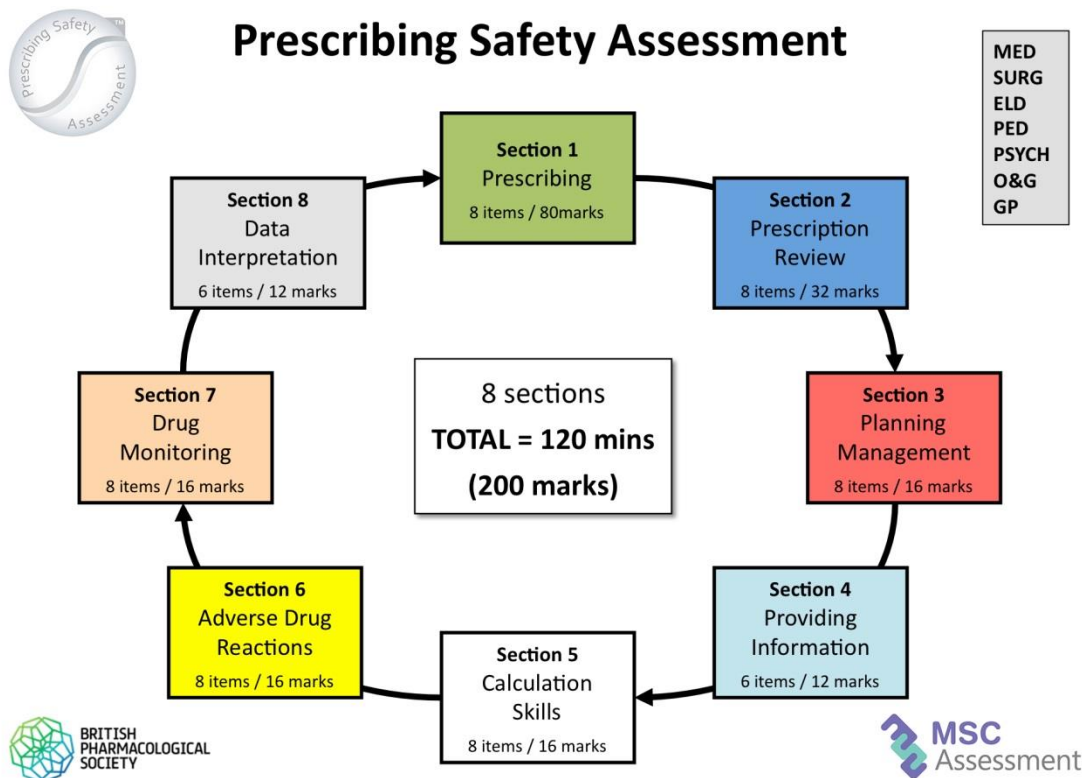 Prescribing Safety
Assessment
TM
Prescribing Safety Assessment
MED
SURG
ELD
PED
PSYCH
O&G
GP
Section 1
Prescribing
8 items / 80marks
Section 2
Prescription
Review
8 items / 32 marks
Section 3
Planning
Management
8 items / 16 marks
Section 4
Providing
Information
6 items / 12 marks
Section 5
Calculation
Skills
8 items / 16 marks
Section 6
Adverse Drug
Reactions
8 items / 16 marks
Section 7
Drug
Monitoring
8 items / 16 marks
Section 8
Data
Interpretation
6 items / 12 marks
8 sections
TOTAL = 120 mins
(200 marks)
BRITISH
PHARMACOLOGICAL
SOCIETY
MSC
Assessment